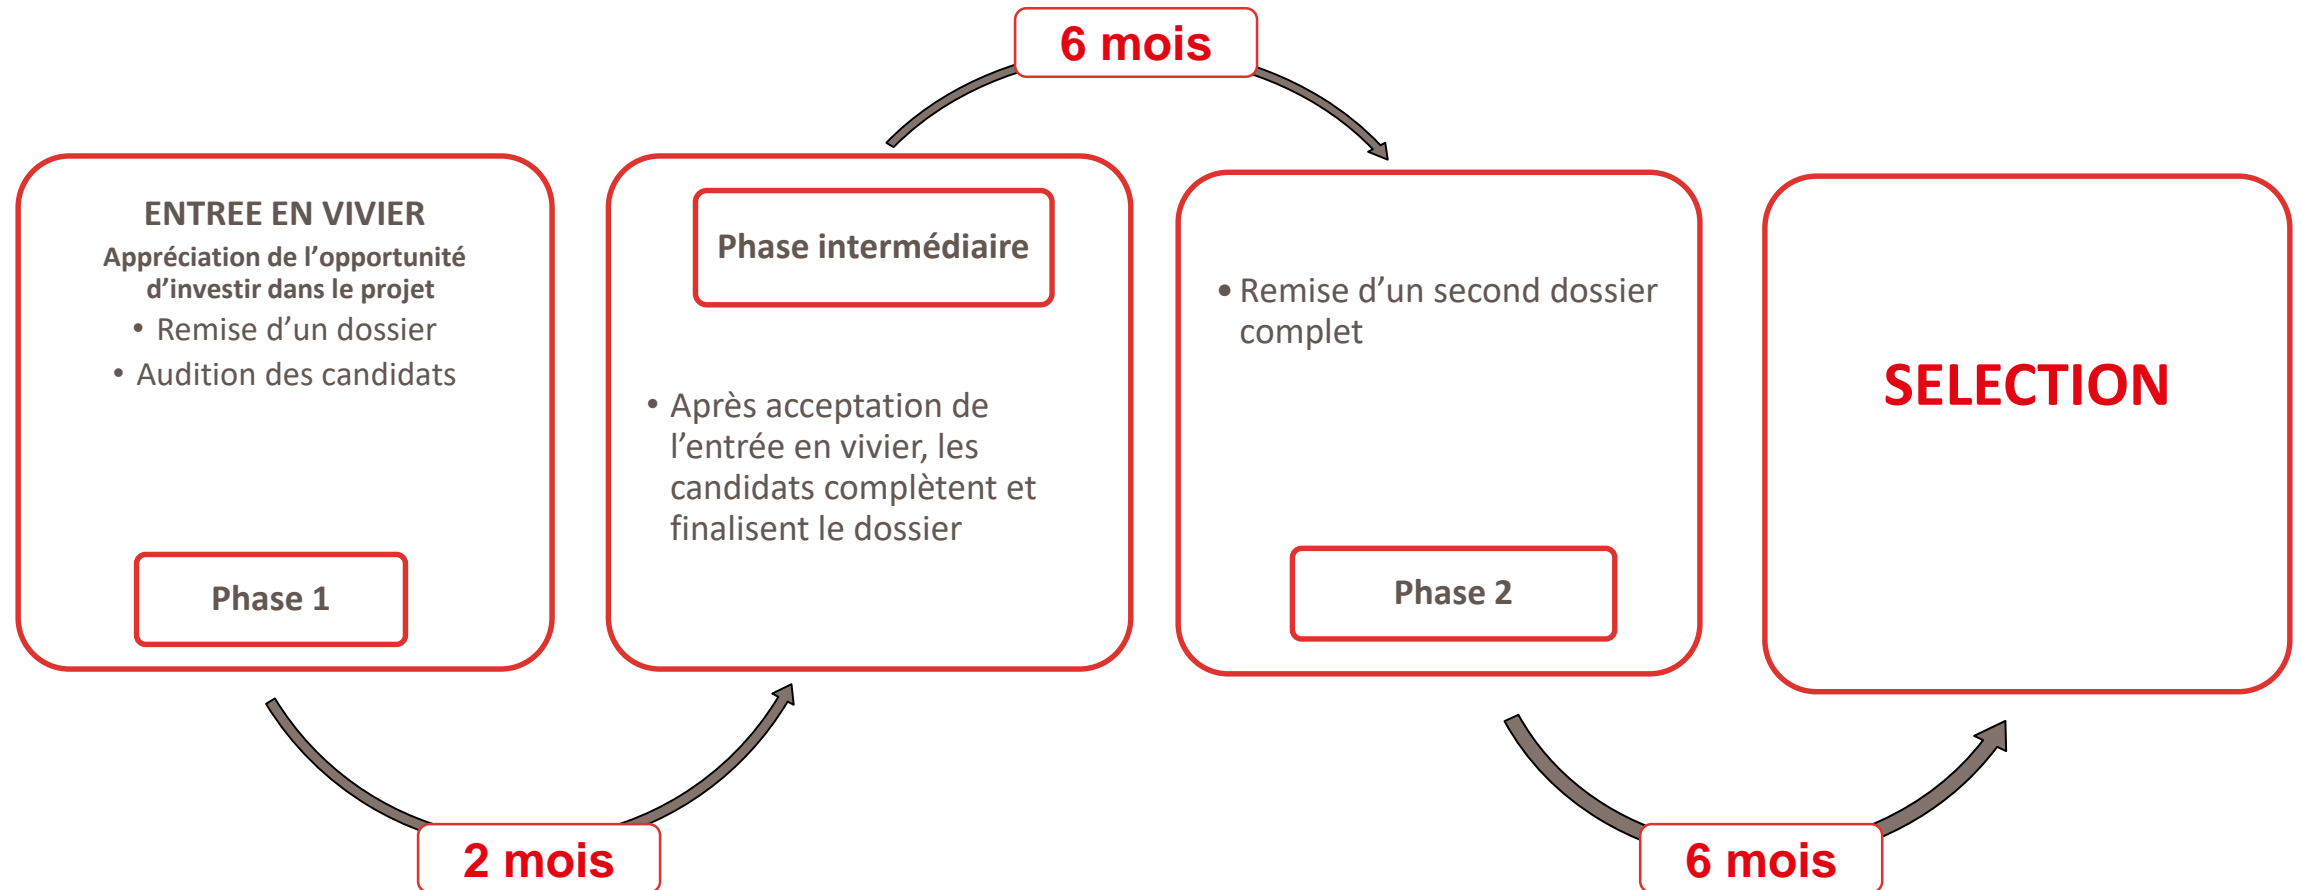 6 mois
ENTREE EN VIVIER
Appréciation de l’opportunité
d’investir dans le projet
• Remise d’un dossier
• Audition des candidats
Phase 1
Phase intermédiaire
• Après acceptation de
l’entrée en vivier, les
candidats complètent et
finalisent le dossier
• Remise d’un second dossier
complet
Phase 2
SELECTION
2 mois
6 mois